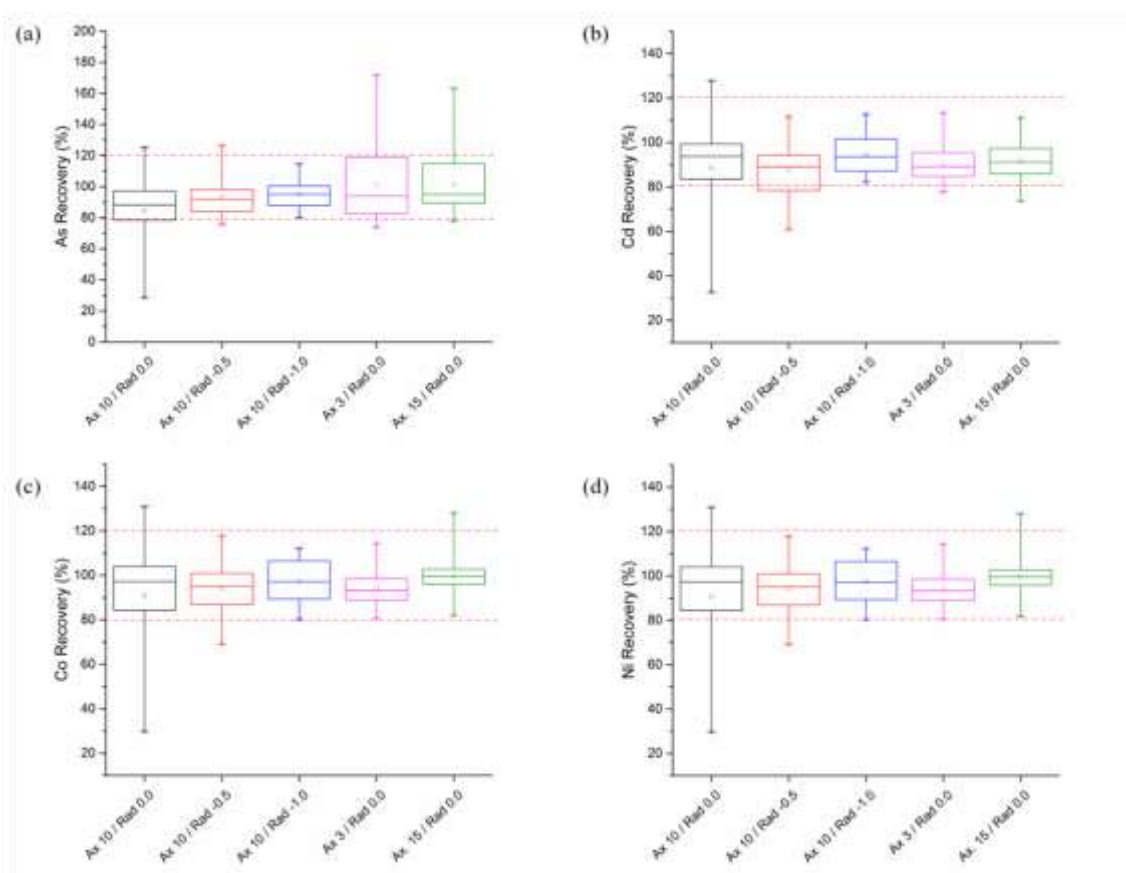 (a)
As Recovery (%)
200
180
160
140
120
100
80
60
40
20
0
Ax 10 / Rad 0.0
Ax 10 / Rad -0.5
Ax 10 / Rad -1.0
Ax 3 / Rad 0.0
Ax. 15 / Rad 0.0
(b)
Cd Recovery (%)
140
120
100
80
60
40
20
Ax 10 / Rad 0.0
Ax 10 / Rad -0.5
Ax 10 / Rad -1.0
Ax 3 / Rad 0.0
Ax. 15 / Rad 0.0
(c)
Co Recovery (%)
140
120
100
80
60
40
20
Ax 10 / Rad 0.0
Ax 10 / Rad -0.5
Ax 10 / Rad -1.0
Ax 3 / Rad 0.0
Ax. 15 / Rad 0.0
(d)
Ni Recovery (%)
140
120
100
80
60
40
20
Ax 10 / Rad 0.0
Ax 10 / Rad -0.5
Ax 10 / Rad -1.0
Ax 3 / Rad 0.0
Ax. 15 / Rad 0.0